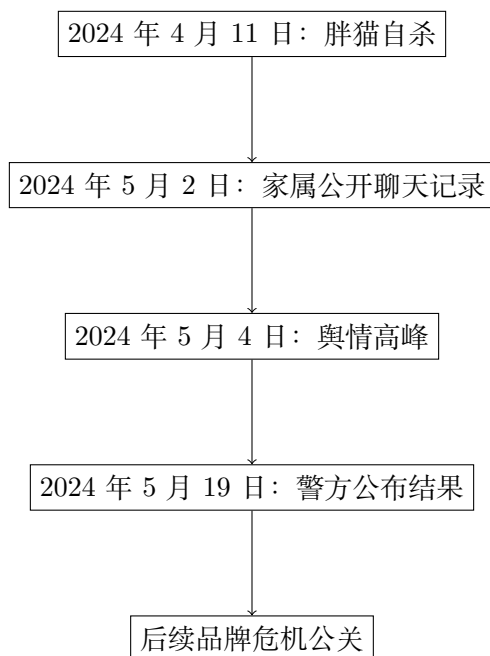 2024 年 4 月 11 日：胖猫自杀
2024 年 5 月 2 日：家属公开聊天记录
2024 年 5 月 4 日：舆情高峰
2024 年 5 月 19 日：警方公布结果
后续品牌危机公关